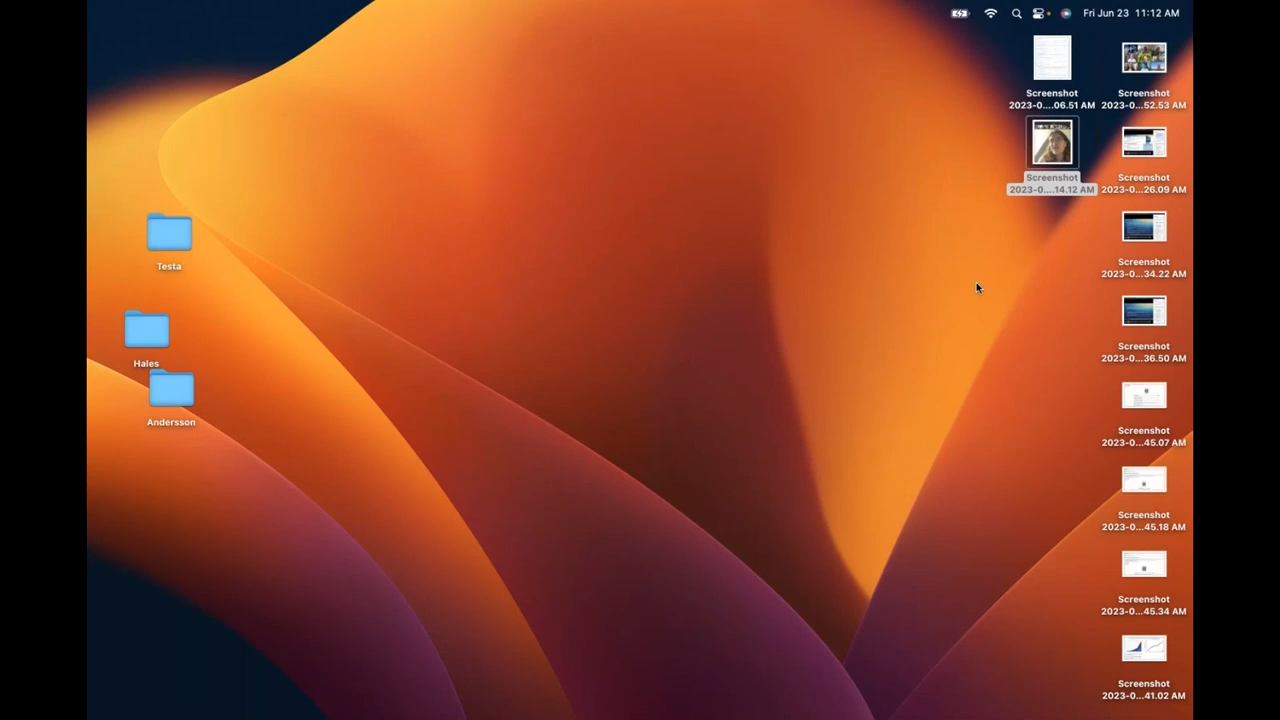 Fri Jun 23 11:12 AM
Screenshot
2023-0....06.51 AM
Screenshot
2023-0...52.53 AM
Screenshot
2023-0....14.12 AM
Screenshot
2023-0...26.09 AM
Testa
Screenshot
2023-0...34.22 AM
Hales
Screenshot
2023-0...36.50 AM
Andersson
Screenshot
2023-0...45.07 AM
Screenshot
2023-0...45.18 AM
Screenshot
2023-0...45.34 AM
Screenshot
2023-0...41.02 AM